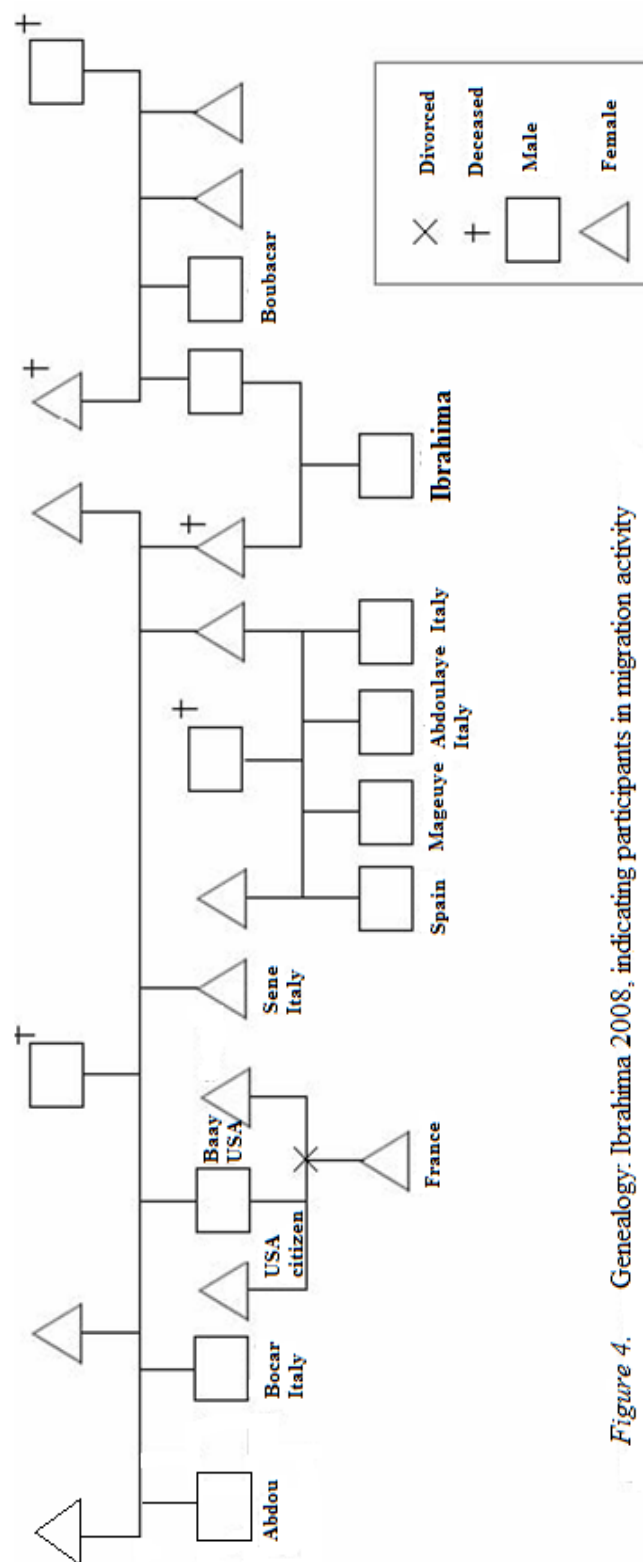 Boubacar
Ibrahima
Baay
USA
USA
citizen
Abdou
Bocar
Italy
Sene
Italy
France
Spain
Mageuye
Abdoulaye
Italy
Italy
Divorced
Deceased
Male
Female
Figure 4. Genealogy: Ibrahima 2008, indicating participants in migration activity